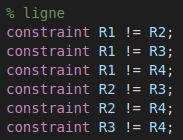 % ligne
constraint R1 != R2;
constraint R1 != R3;
constraint R1 != R4;
constraint R2 != R3;
constraint R2 != R4;
constraint R3 != R4;